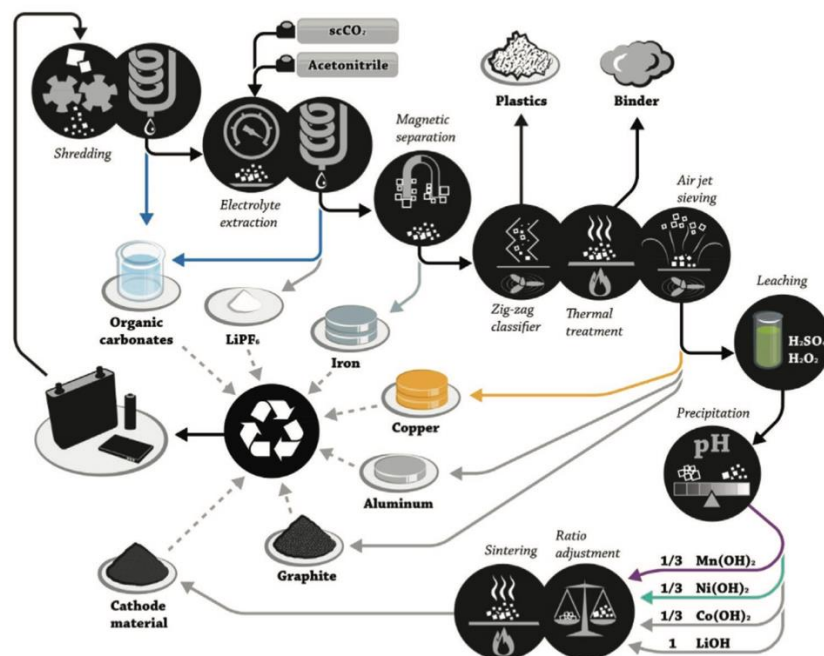 scCO₂
Acetonitrile
Plastics
Binder
Magnetic
separation
Shredding
Electrolyte
extraction
Air jet
sieving
Leaching
Zig-zag
classifier
Thermal
treatment
H₂SO₄
H₂O₂
Organic
carbonates
LiPF₆
Iron
Copper
Precipitation
pH
Aluminum
Graphite
Cathode
material
Sintering
Ratio
adjustment
1/3 Mn(OH)₂
1/3 Ni(OH)₂
1/3 Co(OH)₂
1 LiOH